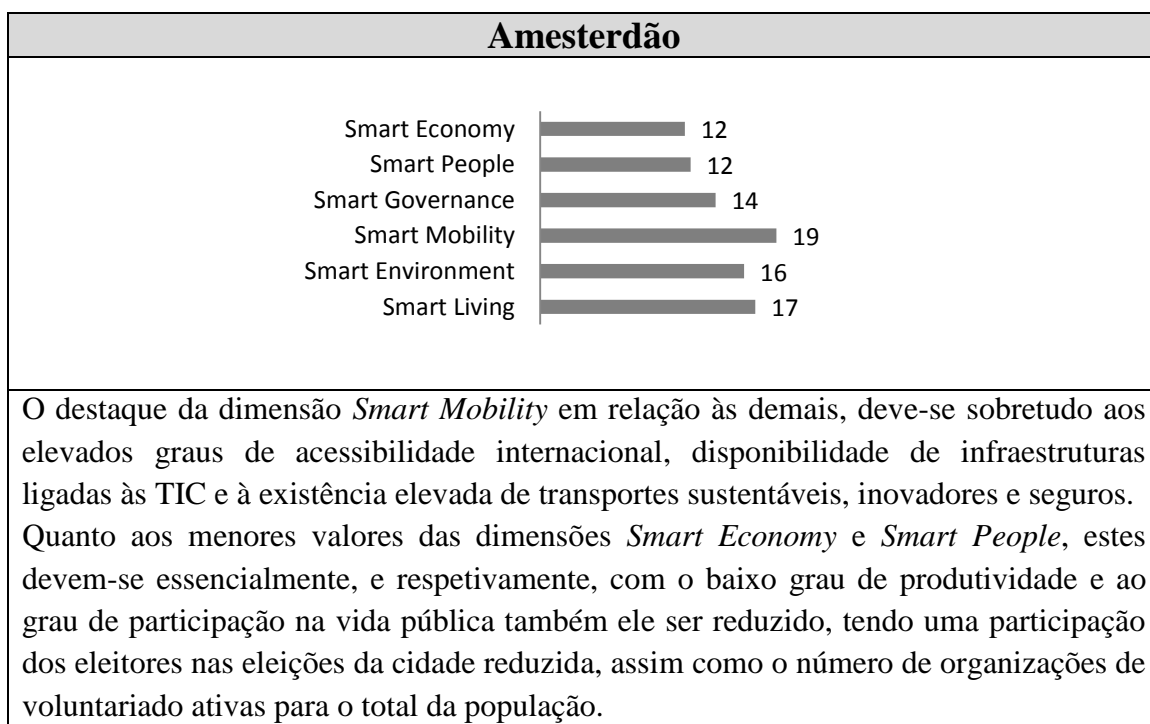 Amesterdão
Smart Economy 12
Smart People 12
Smart Governance 14
Smart Mobility 19
Smart Environment 16
Smart Living 17
O destaque da dimensão Smart Mobility em relação às demais, deve-se sobretudo aos
elevados graus de acessibilidade internacional, disponibilidade de infraestruturas
ligadas às TIC e à existência elevada de transportes sustentáveis, inovadores e seguros.
Quanto aos menores valores das dimensões Smart Economy e Smart People, estes
devem-se essencialmente, e respetivamente, com o baixo grau de produtividade e ao
grau de participação na vida pública também ele ser reduzido, tendo uma participação
dos eleitores nas eleições da cidade reduzida, assim como o número de organizações de
voluntariado ativas para o total da população.